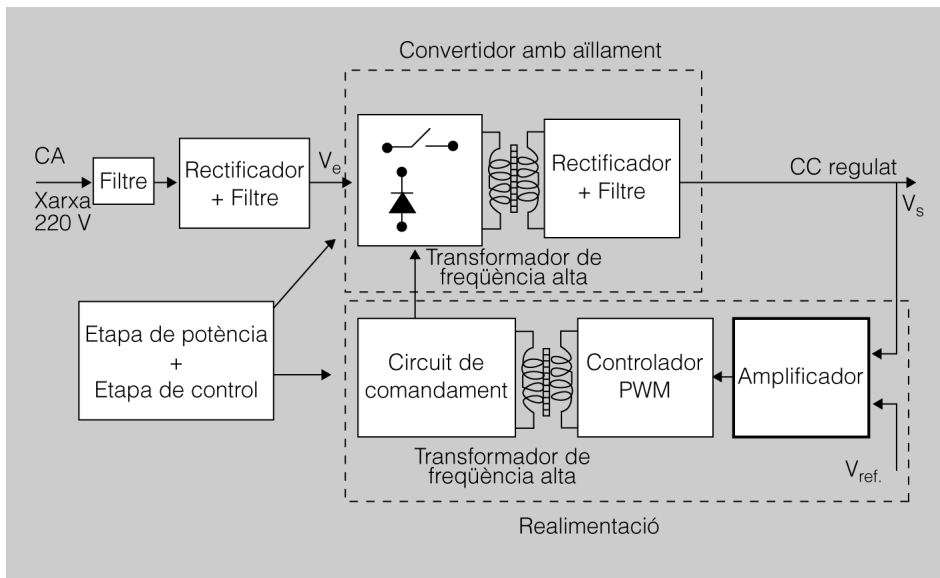 Convertidor amb aïllament
CA
Xarxa
220 V
Filtre
Rectificador
+ Filtre
Ve
Rectificador
+ Filtre
CC regulat
Vs
Transformador de
freqüència alta
Etapa de potència
+
Etapa de control
Circuit de
comandament
Controlador
PWM
Amplificador
Transformador de
freqüència alta
Vref.
Realimentació